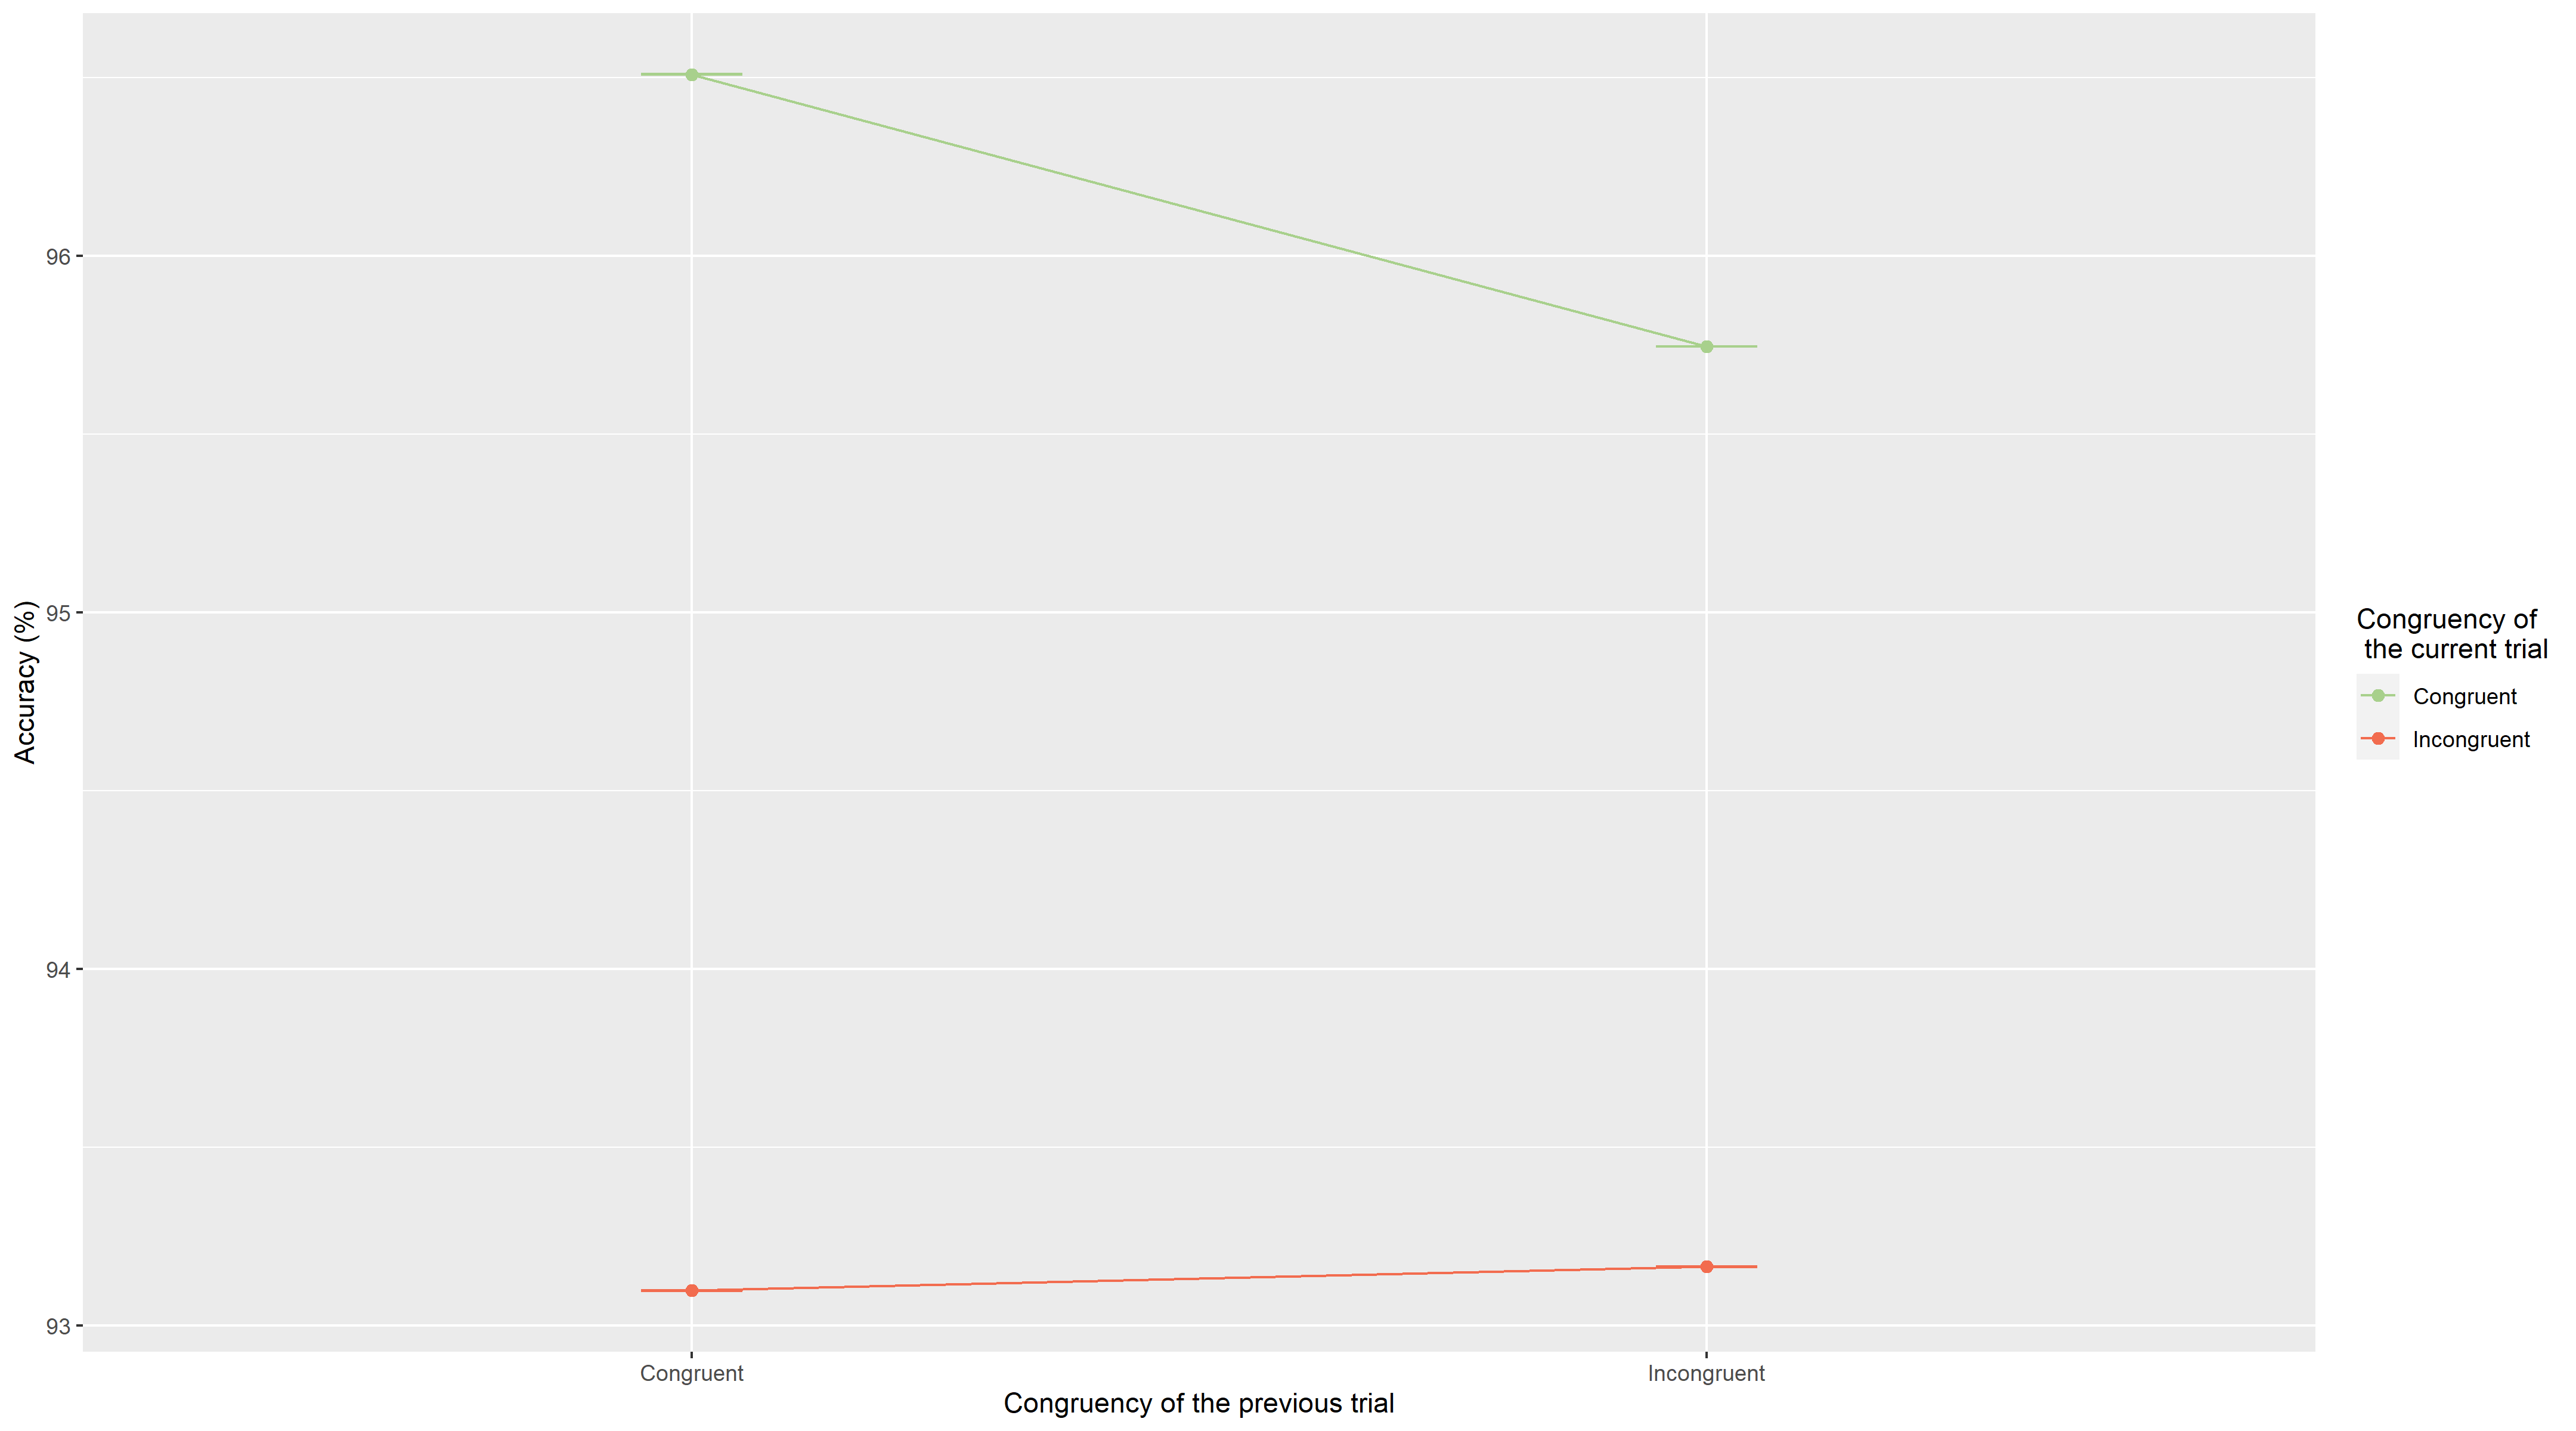 96
95
94
93
Accuracy (%)
Congruent
Incongruent
Congruency of the previous trial
Congruency of
the current trial
Congruent
Incongruent